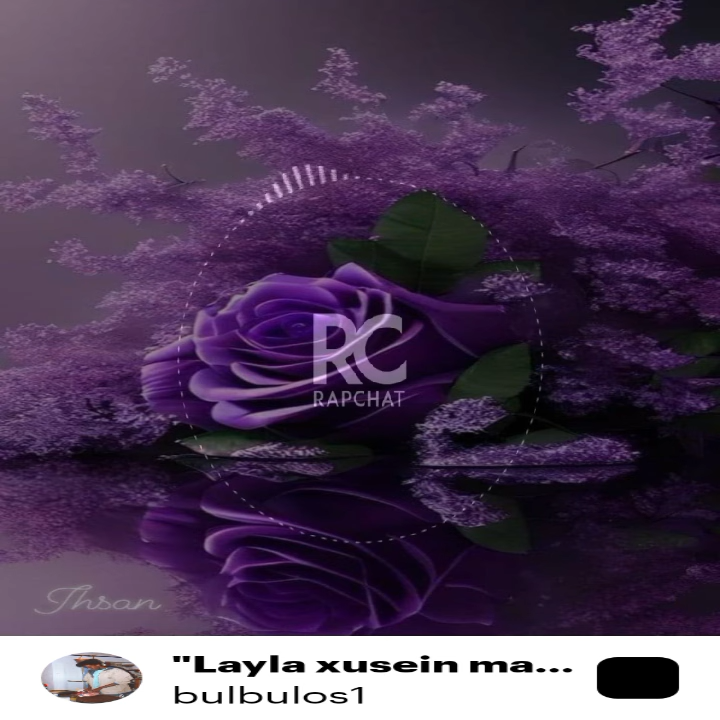 RC
RAPCHAT
Ihsan
"Layla xusein ma...
bulbulos1